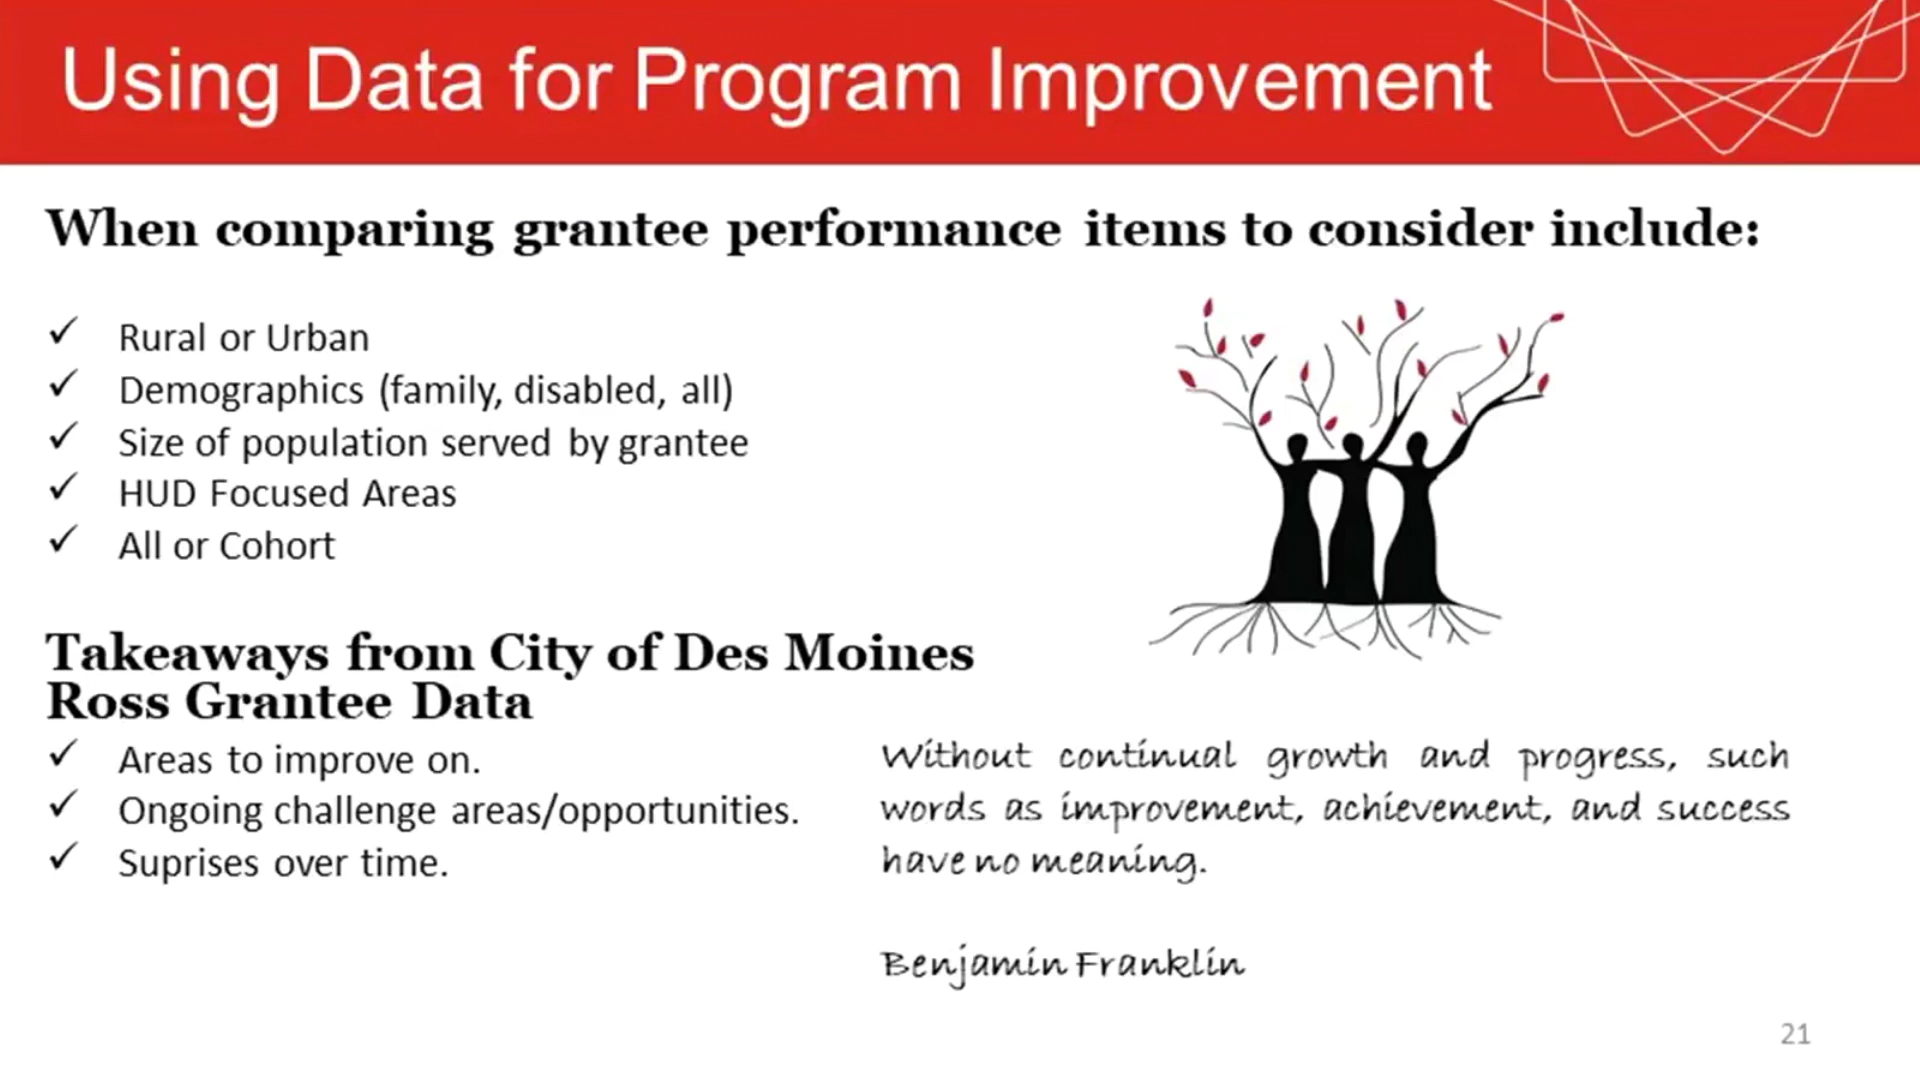 Using Data for Program Improvement
When comparing grantee performance items to consider include:
✓ Rural or Urban
✓ Demographics (family, disabled, all)
✓ Size of population served by grantee
✓ HUD Focused Areas
✓ All or Cohort
Takeaways from City of Des Moines
Ross Grantee Data
✓ Areas to improve on.
✓ Ongoing challenge areas/opportunities.
✓ Suprises over time.
Without continual growth and progress, such
words as improvement, achievement, and success
have no meaning.
Benjamin Franklin
21